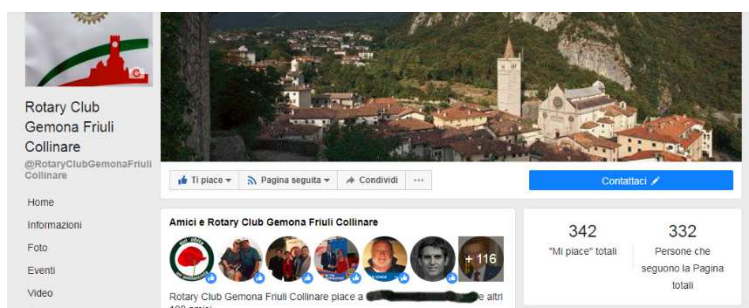 Rotary Club
Gemona Friuli
Collinare
@RotaryClubGemonaFriuli
Collinare
Home
Informazioni
Foto
Eventi
Video
Ti piace
Pagina seguita
Condividi
...
Contattaci
Amici e Rotary Club Gemona Friuli Collinare
+ 116
Rotary Club Gemona Friuli Collinare piace a
e altri
342
"Mi piace" totali
332
Persone che
seguono la Pagina
totali